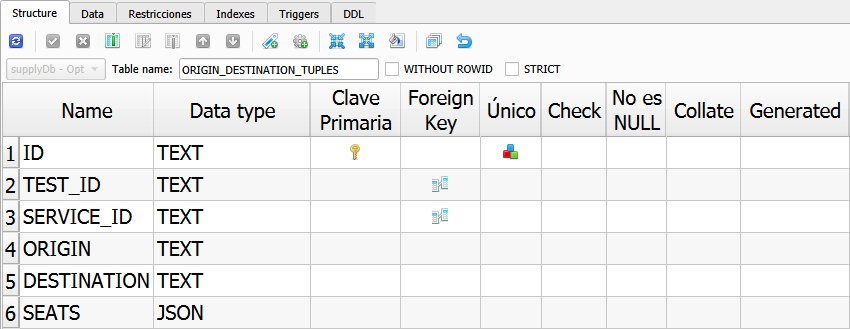 Structure Data Restricciones Indexes Triggers DDL
supplyDb - Opt Table name: ORIGIN_DESTINATION_TUPLES WITHOUT ROWID STRICT
Name Data type Clave Primaria Foreign Key Único Check No es NULL Collate Generated
1 ID TEXT
2 TEST_ID TEXT
3 SERVICE_ID TEXT
4 ORIGIN TEXT
5 DESTINATION TEXT
6 SEATS JSON